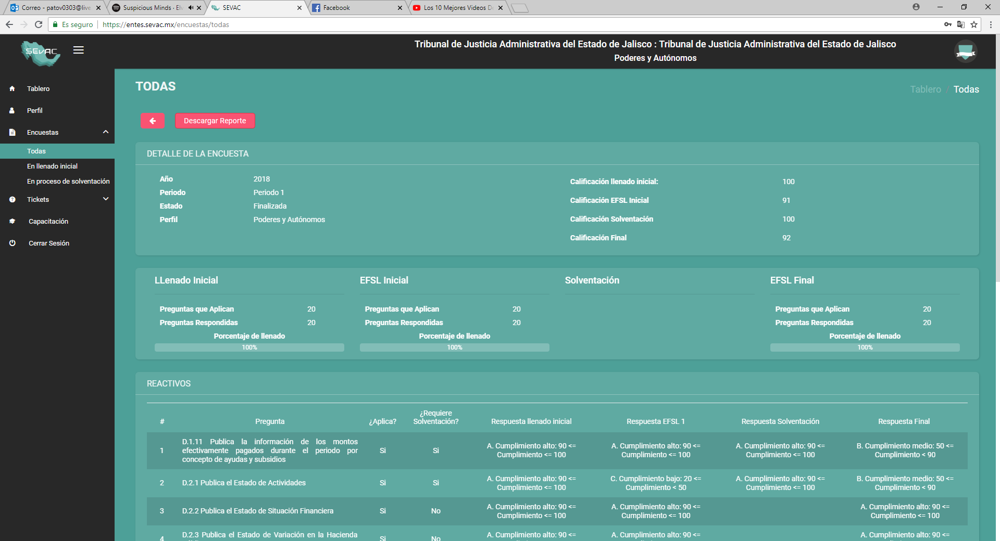 Correo - patov0303@live
Suspicious Minds · Elv
SEVAC
Facebook
Los 10 Mejores Videos De
Es seguro
https://entes.sevac.mx/encuestas/todas
SEVAC
Tribunal de Justicia Administrativa del Estado de Jalisco : Tribunal de Justicia Administrativa del Estado de Jalisco
Poderes y Autónomos
Tablero
Perfil
Encuestas
Todas
En llenado inicial
En proceso de solventación
Tickets
Capacitación
Cerrar Sesión
TODAS
Tablero / Todas
Descargar Reporte
DETALLE DE LA ENCUESTA
Año 2018
Periodo Periodo 1
Estado Finalizada
Perfil Poderes y Autónomos
Calificación llenado inicial: 100
Calificación EFSL Inicial 91
Calificación Solventación 100
Calificación Final 92
LLenado Inicial
Preguntas que Aplican 20
Preguntas Respondidas 20
Porcentaje de llenado
100%
EFSL Inicial
Preguntas que Aplican 20
Preguntas Respondidas 20
Porcentaje de llenado
100%
Solventación
EFSL Final
Preguntas que Aplican 20
Preguntas Respondidas 20
Porcentaje de llenado
100%
REACTIVOS
# Pregunta ¿Aplica? ¿Requiere Solventación? Respuesta llenado inicial Respuesta EFSL 1 Respuesta Solventación Respuesta Final
1
D.1.11 Publica la información de los montos
efectivamente pagados durante el periodo por
concepto de ayudas y subsidios
Si
Si
A. Cumplimiento alto: 90 <=
Cumplimiento <= 100
A. Cumplimiento alto: 90 <=
Cumplimiento <= 100
A. Cumplimiento alto: 90 <=
Cumplimiento <= 100
B. Cumplimiento medio: 50 <=
Cumplimiento < 90
2
D.2.1 Publica el Estado de Actividades
Si
Si
A. Cumplimiento alto: 90 <=
Cumplimiento <= 100
C. Cumplimiento bajo: 20 <=
Cumplimiento < 50
A. Cumplimiento alto: 90 <=
Cumplimiento <= 100
B. Cumplimiento medio: 50 <=
Cumplimiento < 90
3
D.2.2 Publica el Estado de Situación Financiera
Si
No
A. Cumplimiento alto: 90 <=
Cumplimiento <= 100
A. Cumplimiento alto: 90 <=
Cumplimiento <= 100
A. Cumplimiento alto: 90 <=
Cumplimiento <= 100
4
D.2.3 Publica el Estado de Variación en la Hacienda
Si
No
A. Cumplimiento alto: 90 <=
A. Cumplimiento alto: 90 <=
A. Cumplimiento alto: 90 <=